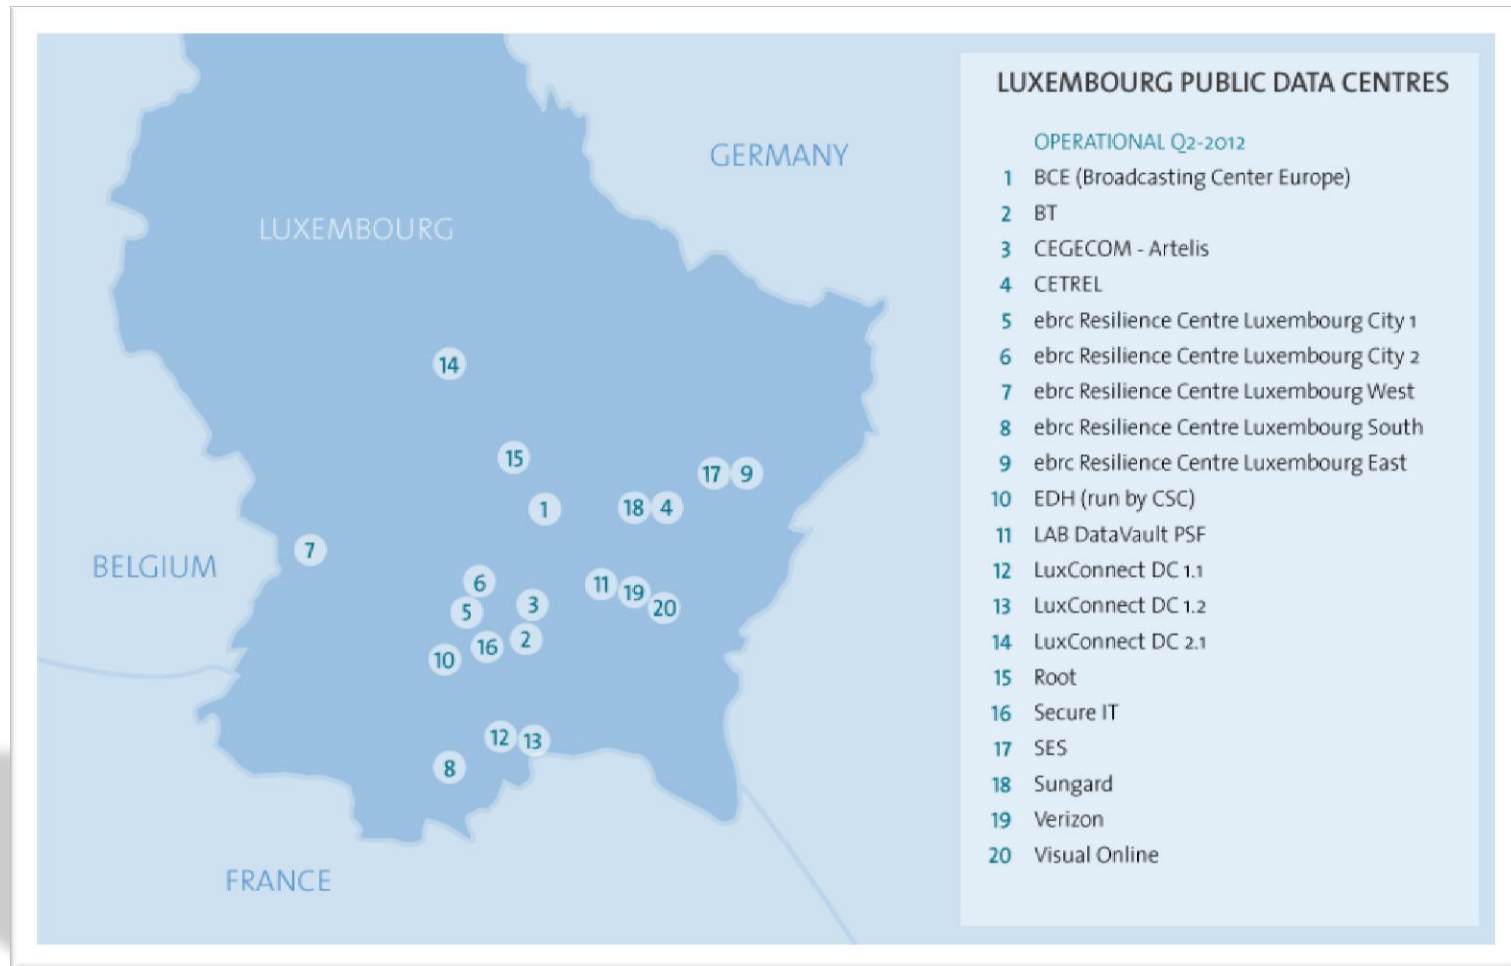 GERMANY
LUXEMBOURG
14
15
17 9
1
18 4
7
BELGIUM
6
11
19
5
3
20
16
2
10
12
13
8
FRANCE
LUXEMBOURG PUBLIC DATA CENTRES
OPERATIONAL Q2-2012
1 BCE (Broadcasting Center Europe)
2 BT
3 CEGECOM - Artelis
4 CETREL
5 ebrc Resilience Centre Luxembourg City 1
6 ebrc Resilience Centre Luxembourg City 2
7 ebrc Resilience Centre Luxembourg West
8 ebrc Resilience Centre Luxembourg South
9 ebrc Resilience Centre Luxembourg East
10 EDH (run by CSC)
11 LAB DataVault PSF
12 LuxConnect DC 1.1
13 LuxConnect DC 1.2
14 LuxConnect DC 2.1
15 Root
16 Secure IT
17 SES
18 Sungard
19 Verizon
20 Visual Online